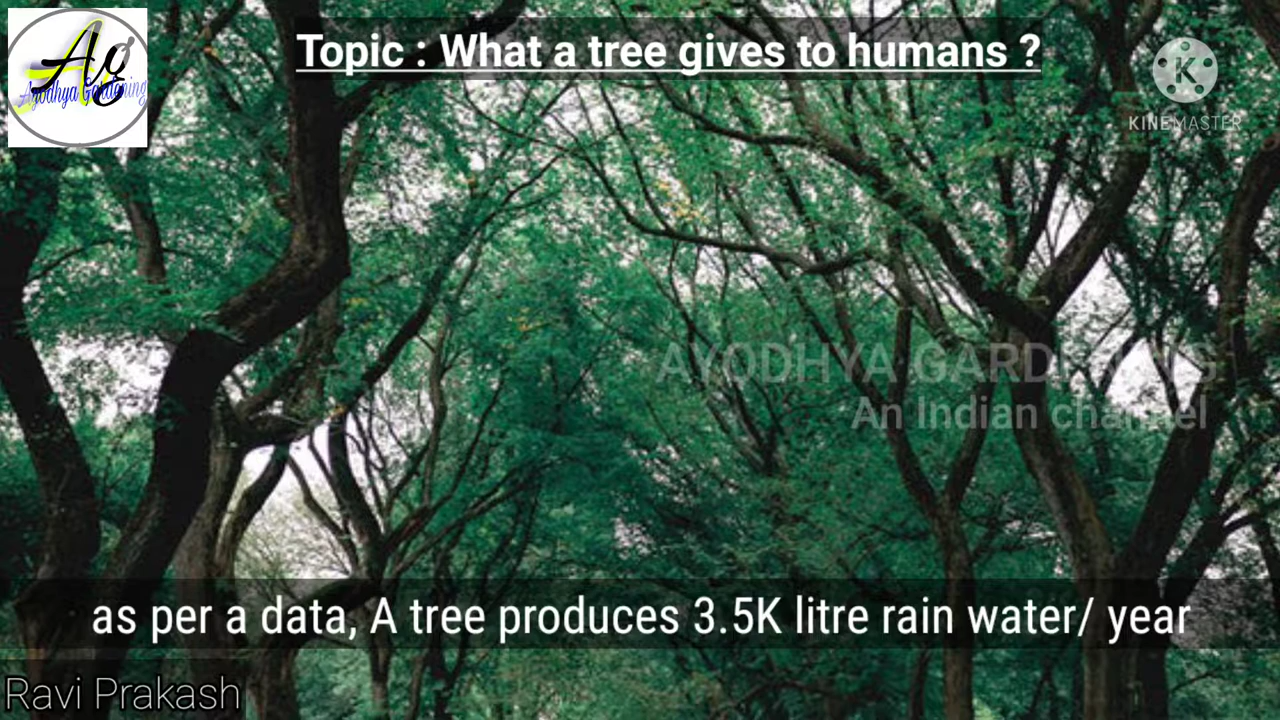 Ag
Ayodhya Gardening
Topic : What a tree gives to humans ?
K
KINEMASTER
AYODHYA GARDENING
An Indian channel
as per a data, A tree produces 3.5K litre rain water/ year
Ravi Prakash